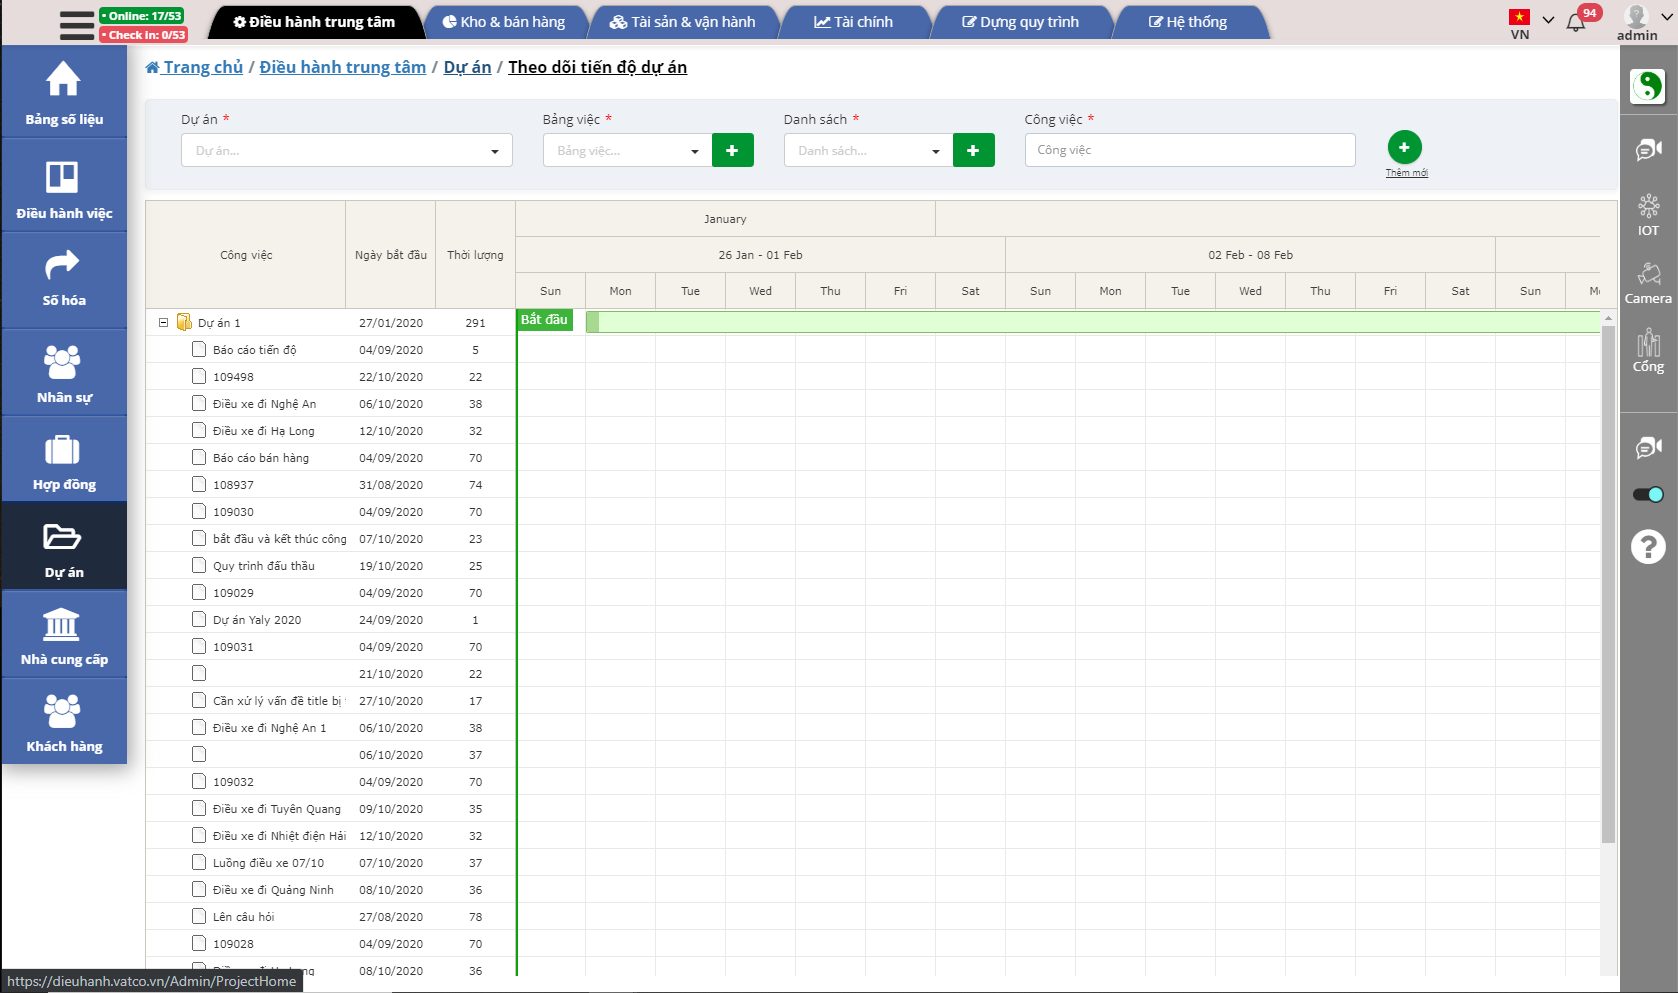 • Online: 17/53
• Check in: 0/53
Điều hành trung tâm
Kho & bán hàng
Tài sản & vận hành
Tài chính
Dựng quy trình
Hệ thống
VN
94
admin
Bảng số liệu
Điều hành việc
Số hóa
Nhân sự
Hợp đồng
Dự án
Nhà cung cấp
Khách hàng
Trang chủ / Điều hành trung tâm / Dự án / Theo dõi tiến độ dự án
Dự án *
Bảng việc *
Danh sách *
Công việc *
Dự án...
Bảng việc...
Danh sách...
Công việc
Thêm mới
Công việc
Ngày bắt đầu
Thời lượng
January
26 Jan - 01 Feb
02 Feb - 08 Feb
Sun Mon Tue Wed Thu Fri Sat Sun Mon Tue Wed Thu Fri Sat Sun
Dự án 1 27/01/2020 291
Bắt đầu
Báo cáo tiến độ 04/09/2020 5
109498 22/10/2020 22
Điều xe đi Nghệ An 06/10/2020 38
Điều xe đi Hạ Long 12/10/2020 32
Báo cáo bán hàng 04/09/2020 70
108937 31/08/2020 74
109030 04/09/2020 70
bắt đầu và kết thúc công 07/10/2020 23
Quy trình đấu thầu 19/10/2020 25
109029 04/09/2020 70
Dự án Yaly 2020 24/09/2020 1
109031 04/09/2020 70
21/10/2020 22
Cần xử lý vấn đề title bị 27/10/2020 17
Điều xe đi Nghệ An 1 06/10/2020 38
06/10/2020 37
109032 04/09/2020 70
Điều xe đi Tuyên Quang 09/10/2020 35
Điều xe đi Nhiệt điện Hải 12/10/2020 32
Luồng điều xe 07/10 07/10/2020 37
Điều xe đi Quảng Ninh 08/10/2020 36
Lên câu hỏi 27/08/2020 78
109028 04/09/2020 70
08/10/2020 36
IOT
Camera
Cổng
https://dieuhanh.vatco.vn/Admin/ProjectHome